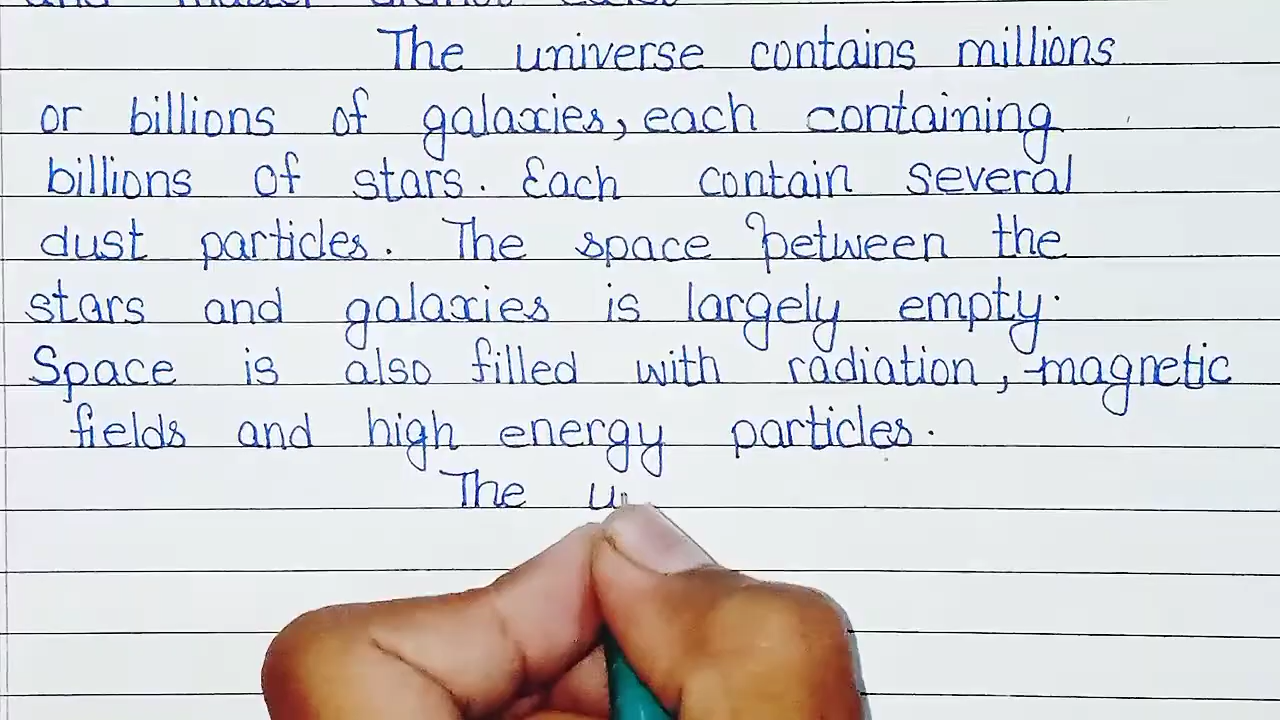 The universe contains millions
or billions of galaxies, each containing
billions of stars. Each contain several
dust particles. The space between the
stars and galaxies is largely empty.
Space is also filled with radiation, magnetic
fields and high energy particles.
The